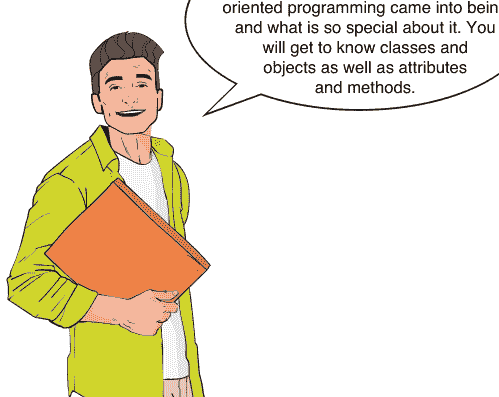 oriented programming came into bein
and what is so special about it. You
will get to know classes and
objects as well as attributes
and methods.